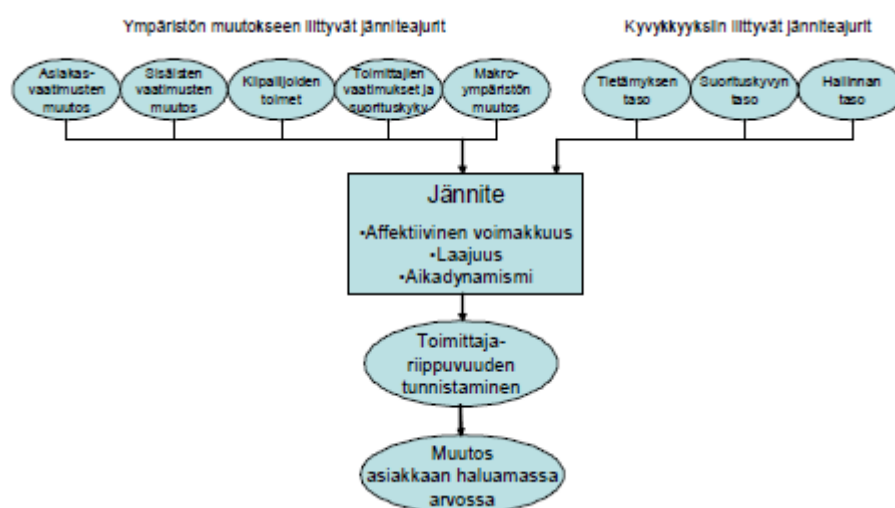 Ympäristön muutokseen liittyvät jänniteajurit
Kyvykkyyksiin liittyvät jänniteajurit
Asiakas-
vaatimusten
muutos
Sisäisten
vaatimusten
muutos
Kilpailijoiden
toimet
Toimittajien
vaatimukset ja
suorituskyky
Makro-
ympäristön
muutos
Tietämyksen
taso
Suorituskyvyn
taso
Hallinnan
taso
Jännite
•Affektiivinen voimakkuus
•Laajuus
•Aikadynamismi
Toimittaja-
riippuvuuden
tunnistaminen
Muutos
asiakkaan haluamassa
arvossa